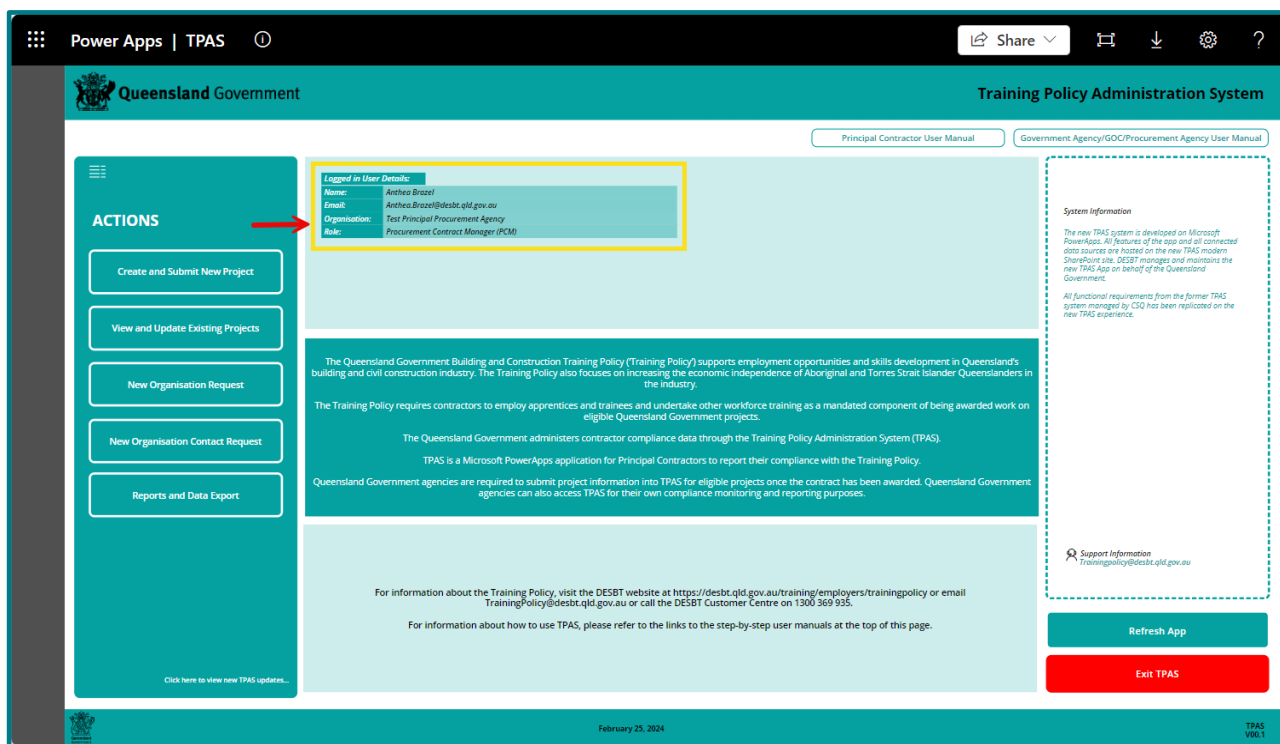 Power Apps | TPAS
Share
Queensland Government
Training Policy Administration System
Principal Contractor User Manual
Government Agency/GOC/Procurement Agency User Manual
ACTIONS
Create and Submit New Project
View and Update Existing Projects
New Organisation Request
New Organisation Contact Request
Reports and Data Export
Click here to view new TPAS updates...
Logged in User Details:
Name: Anthea Brazel
Email: Anthea.Brazel@desbt.qld.gov.au
Organisation: Test Principal Procurement Agency
Role: Procurement Contract Manager (PCM)
The Queensland Government Building and Construction Training Policy ('Training Policy') supports employment opportunities and skills development in Queensland's
building and civil construction industry. The Training Policy also focuses on increasing the economic independence of Aboriginal and Torres Strait Islander Queenslanders in
the industry.
The Training Policy requires contractors to employ apprentices and trainees and undertake other workforce training as a mandated component of being awarded work on
eligible Queensland Government projects.
The Queensland Government administers contractor compliance data through the Training Policy Administration System (TPAS).
TPAS is a Microsoft PowerApps application for Principal Contractors to report their compliance with the Training Policy.
Queensland Government agencies are required to submit project information into TPAS for eligible projects once the contract has been awarded. Queensland Government
agencies can also access TPAS for their own compliance monitoring and reporting purposes.
For information about the Training Policy, visit the DESBT website at https://desbt.qld.gov.au/training/employers/trainingpolicy or email
TrainingPolicy@desbt.qld.gov.au or call the DESBT Customer Centre on 1300 369 935.
For information about how to use TPAS, please refer to the links to the step-by-step user manuals at the top of this page.
System Information
The new TPAS system is developed on Microsoft
PowerApps. All features of the app and all connected
data sources are hosted on the new TPAS modern
SharePoint site. DESBT manages and maintains the
new TPAS App on behalf of the Queensland
Government.
All functional requirements from the former TPAS
system managed by CSQ has been replicated on the
new TPAS experience.
Support Information
Trainingpolicy@desbt.qld.gov.au
Refresh App
Exit TPAS
February 25, 2024
TPAS
V00.1